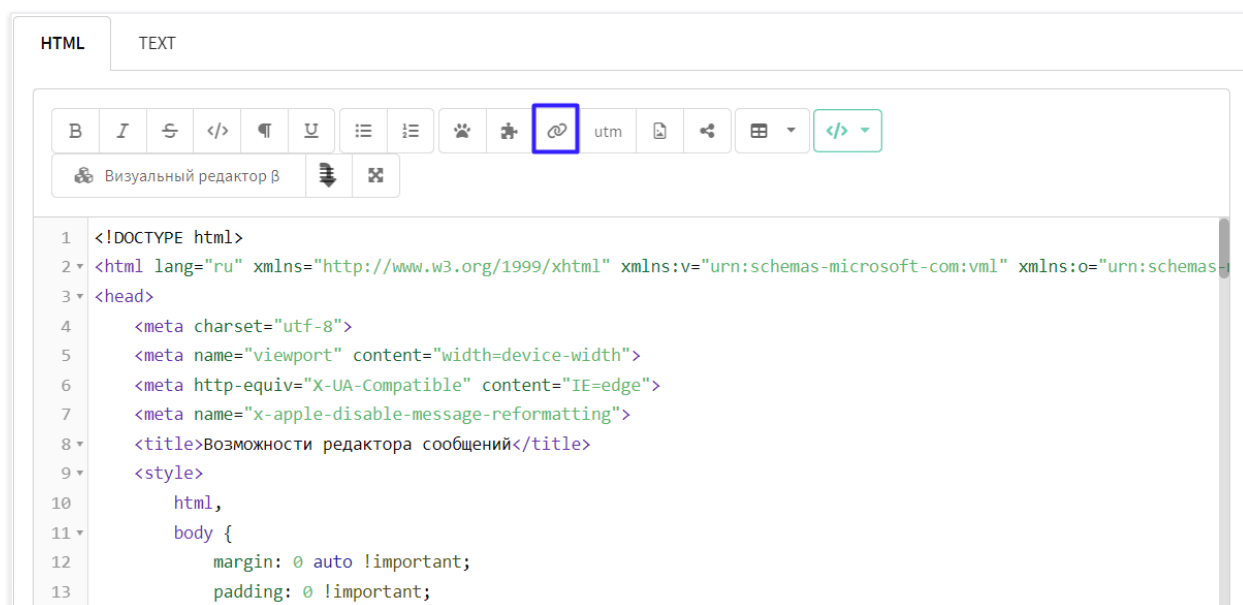 HTML TEXT
B I S </> ¶ U utm </>
Визуальный редактор β
1 <!DOCTYPE html>
2 <html lang="ru" xmlns="http://www.w3.org/1999/xhtml" xmlns:v="urn:schemas-microsoft-com:vml" xmlns:o="urn:schemas-
3 <head>
4 <meta charset="utf-8">
5 <meta name="viewport" content="width=device-width">
6 <meta http-equiv="X-UA-Compatible" content="IE=edge">
7 <meta name="x-apple-disable-message-reformatting">
8 <title>Возможности редактора сообщений</title>
9 <style>
10 html,
11 body {
12 margin: 0 auto !important;
13 padding: 0 !important;